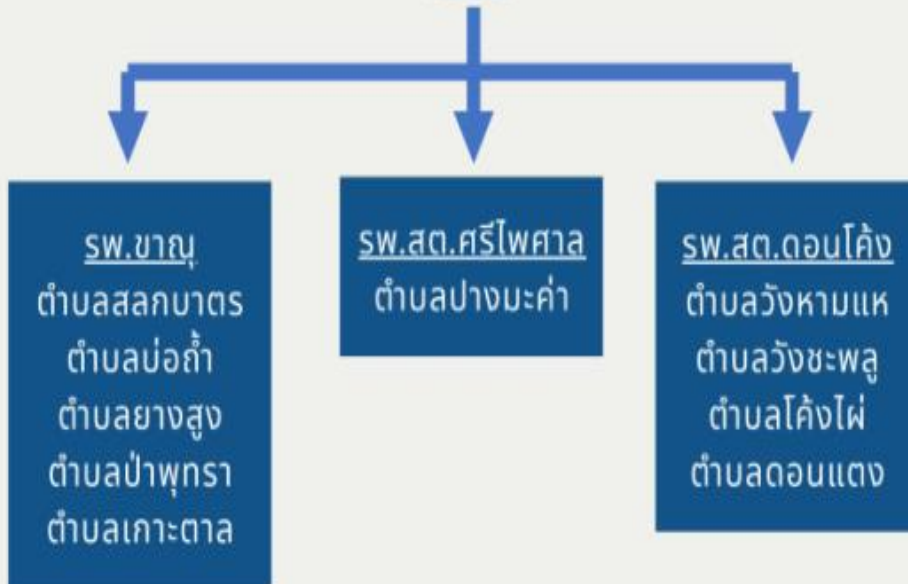 รพ.ขาณุ
ตำบลสลกบาตร
ตำบลบ่อถ้ำ
ตำบลยางสูง
ตำบลป่าพุทรา
ตำบลเกาะตาล
รพ.สต.ศรีไพศาล
ตำบลปางมะค่า
รพ.สต.ดอนโค้ง
ตำบลวังหามแห
ตำบลวังชะพลู
ตำบลโค้งไผ่
ตำบลดอนแตง